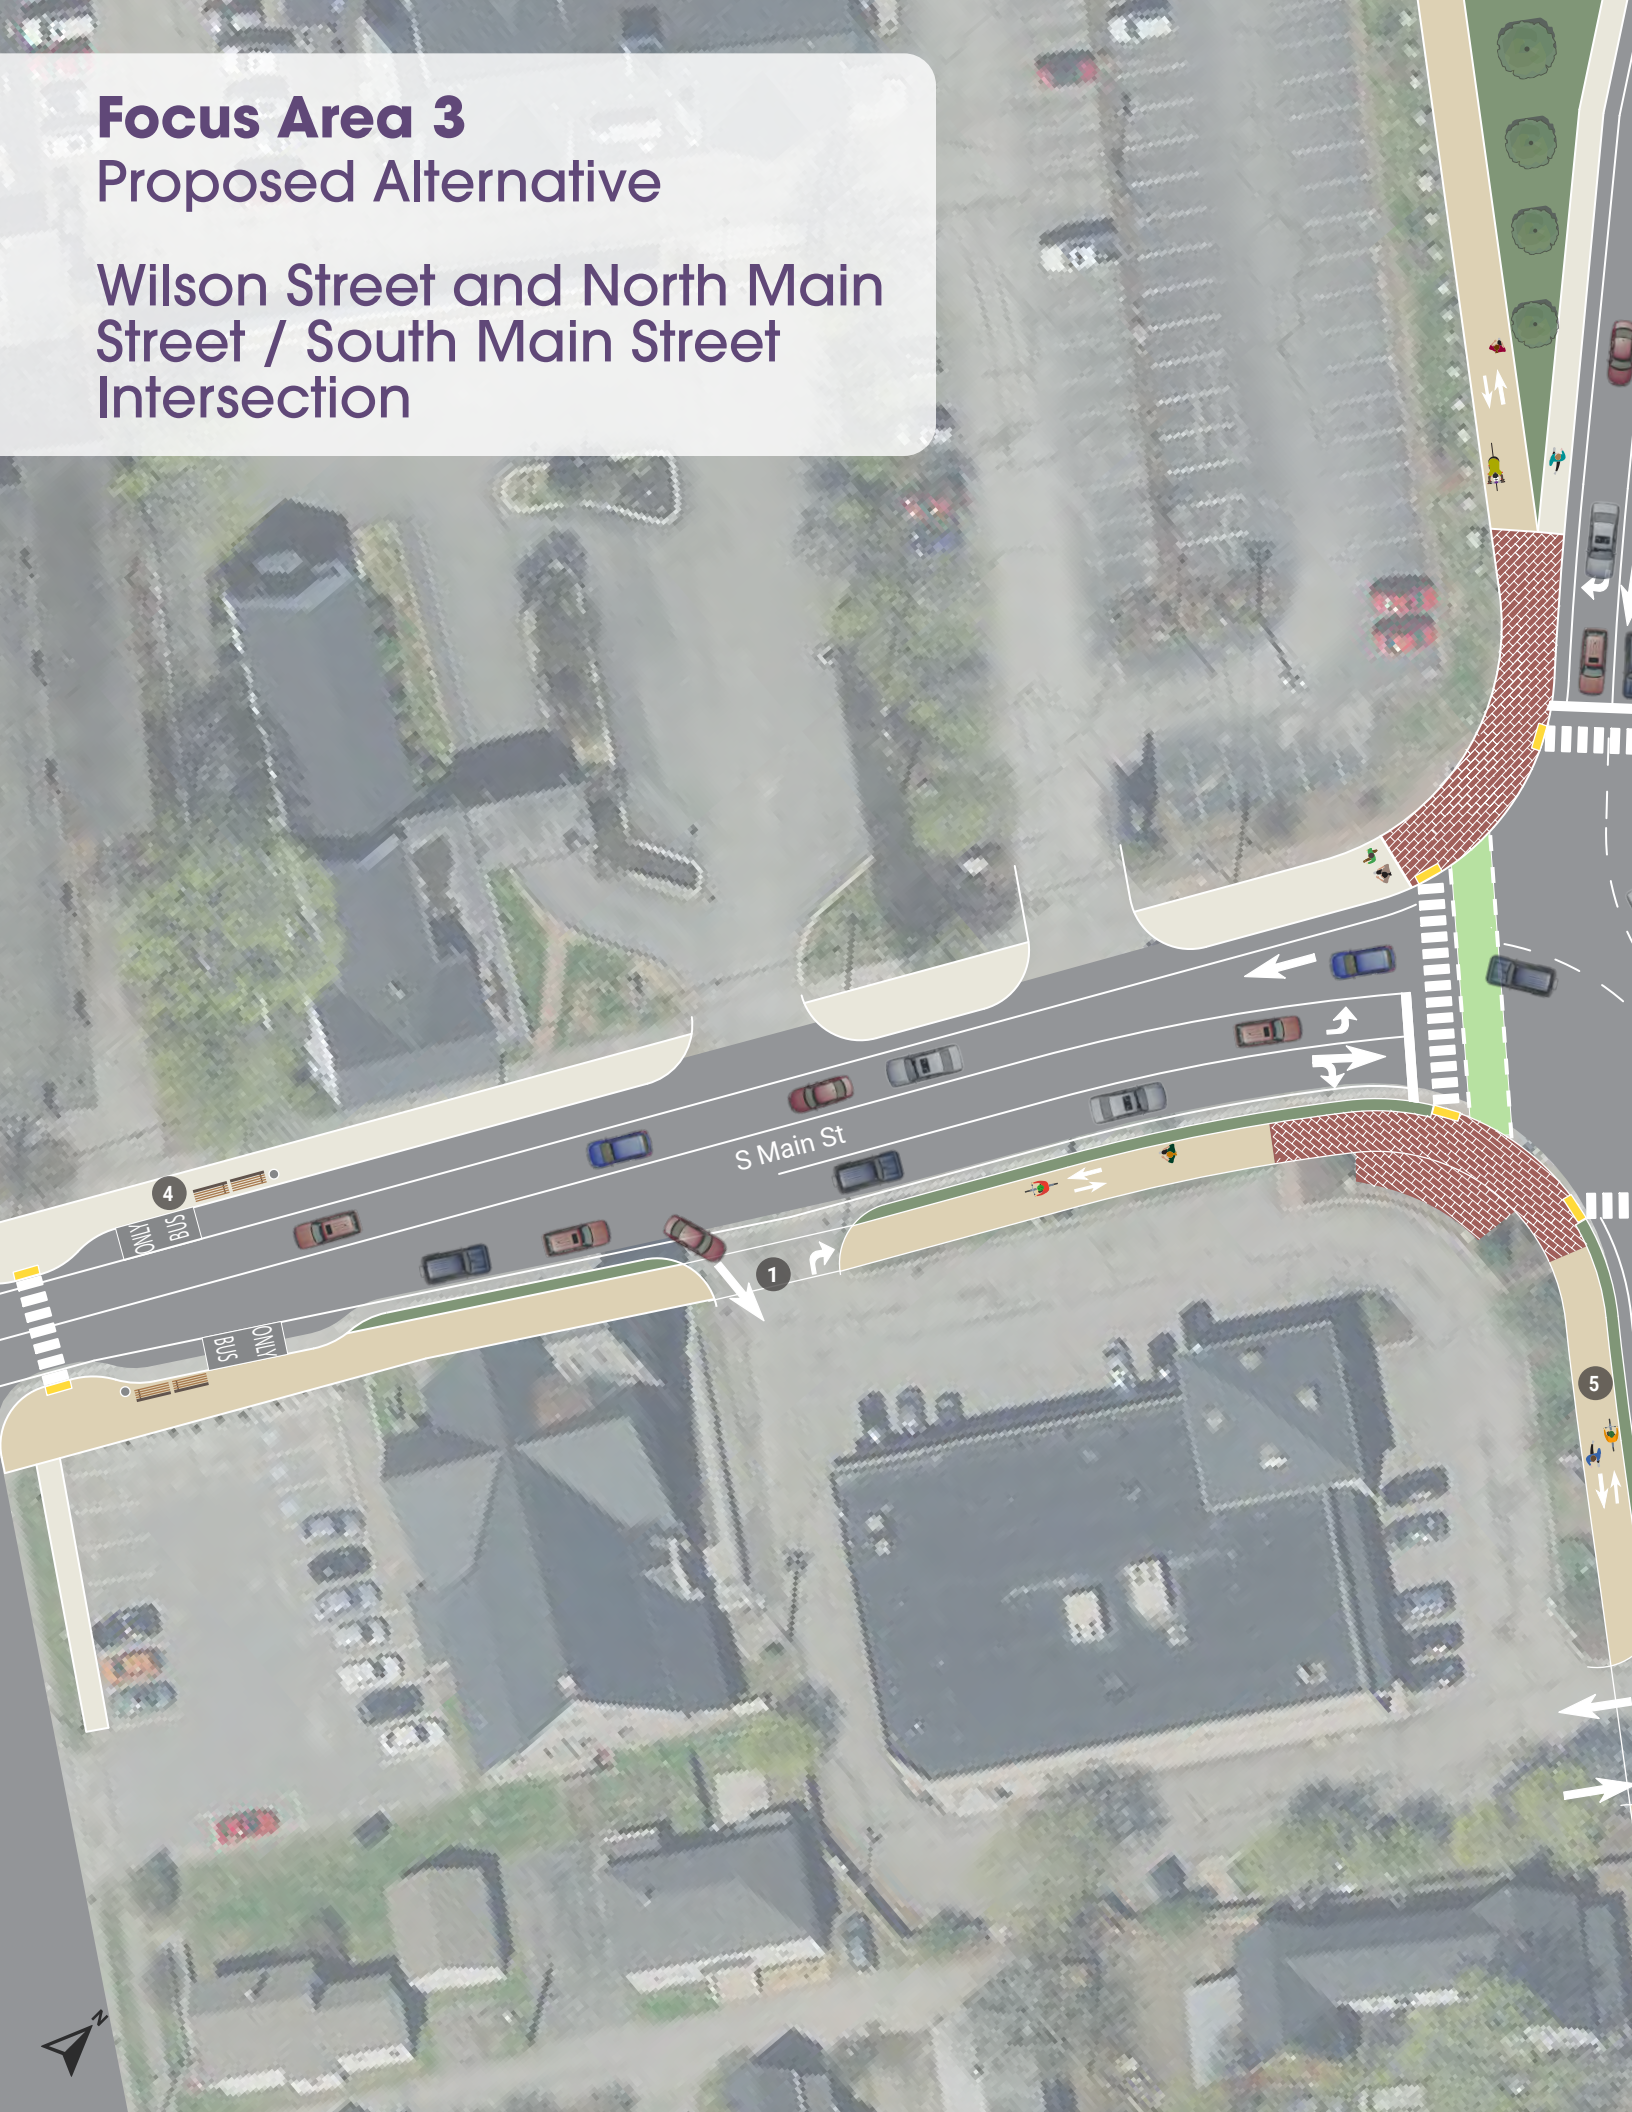 Focus Area 3
Proposed Alternative
Wilson Street and North Main
Street / South Main Street
Intersection
S Main St
4
BUS
ONLY
1
ONLY
BUS
5
N